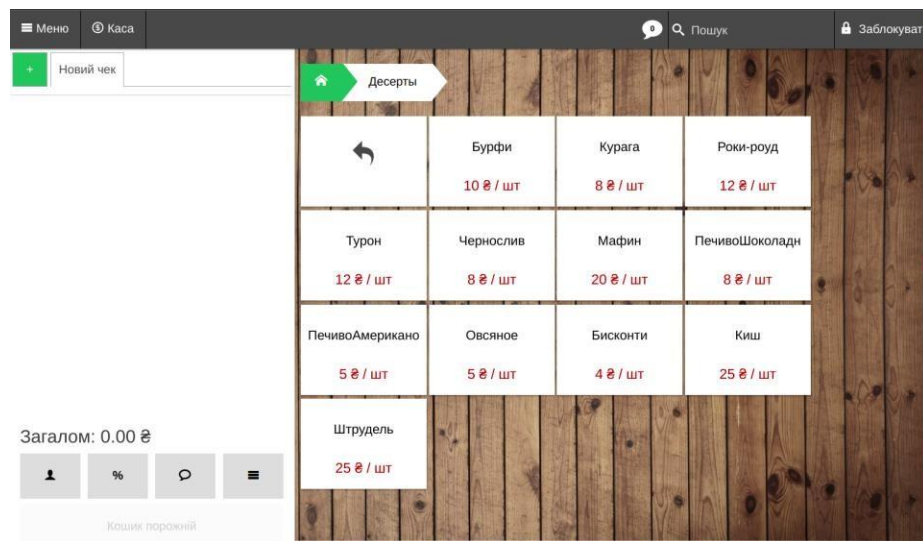 Меню
Каса
0
Пошук
Заблокуват
+
Новий чек
Десерты
Бурфи
10 ₴ / шт
Курага
8 ₴ / шт
Роки-роуд
12 ₴ / шт
Турон
12 ₴ / шт
Чернослив
8 ₴ / шт
Мафин
20 ₴ / шт
ПечивоШоколадн
8 ₴ / шт
ПечивоАмерикано
5 ₴ / шт
Овсяное
5 ₴ / шт
Бисконти
4 ₴ / шт
Киш
25 ₴ / шт
Штрудель
25 ₴ / шт
Загалом: 0.00 ₴
%
Кошик порожній